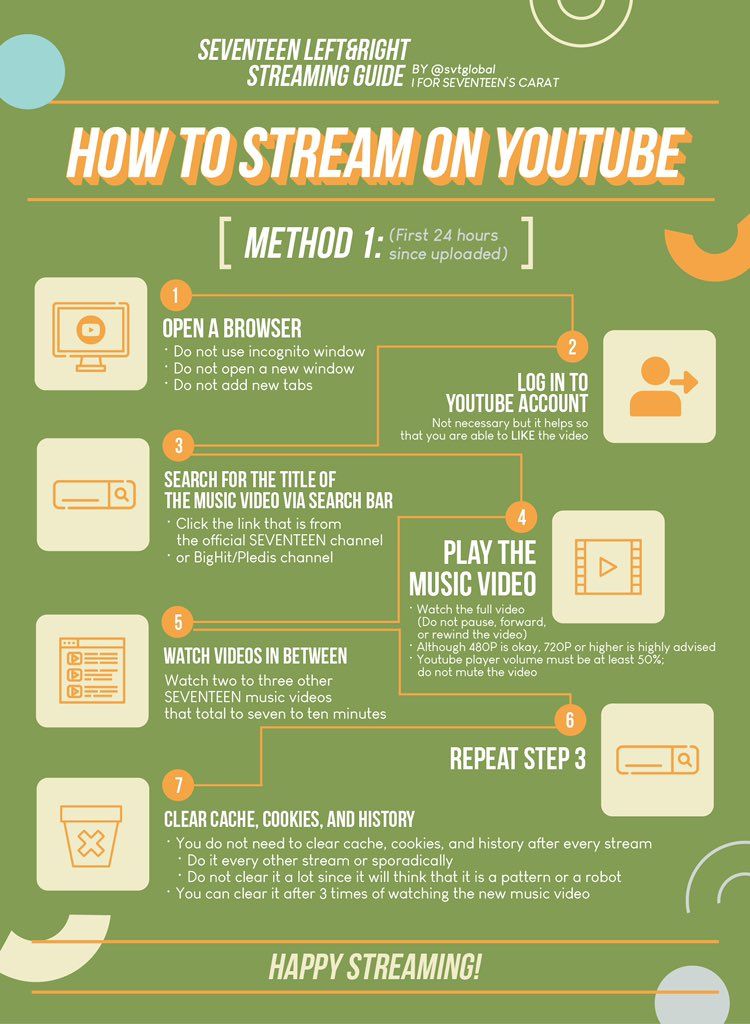 SEVENTEEN LEFT&RIGHT
STREAMING GUIDE
BY @svtglobal
I FOR SEVENTEEN'S CARAT
HOW TO STREAM ON YOUTUBE
[ METHOD 1: (First 24 hours
since uploaded) ]
1
OPEN A BROWSER
· Do not use incognito window
· Do not open a new window
· Do not add new tabs
2
LOG IN TO
YOUTUBE ACCOUNT
Not necessary but it helps so
that you are able to LIKE the video
3
SEARCH FOR THE TITLE OF
THE MUSIC VIDEO VIA SEARCH BAR
· Click the link that is from
the official SEVENTEEN channel
· or BigHit/Pledis channel
4
PLAY THE
MUSIC VIDEO
· Watch the full video
(Do not pause, forward,
or rewind the video)
· Although 480P is okay, 720P or higher is highly advised
· Youtube player volume must be at least 50%;
do not mute the video
5
WATCH VIDEOS IN BETWEEN
Watch two to three other
SEVENTEEN music videos
that total to seven to ten minutes
6
REPEAT STEP 3
7
CLEAR CACHE, COOKIES, AND HISTORY
· You do not need to clear cache, cookies, and history after every stream
· Do it every other stream or sporadically
· Do not clear it a lot since it will think that it is a pattern or a robot
· You can clear it after 3 times of watching the new music video
HAPPY STREAMING!